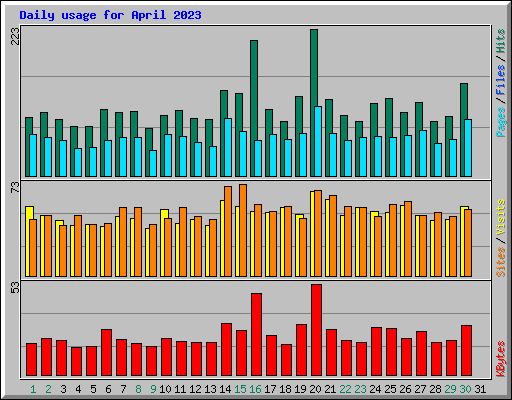 Daily usage for April 2023
223
Pages / Files / Hits
73
Sites / Visits
53
KBytes
1 2 3 4 5 6 7 8 9 10 11 12 13 14 15 16 17 18 19 20 21 22 23 24 25 26 27 28 29 30 31